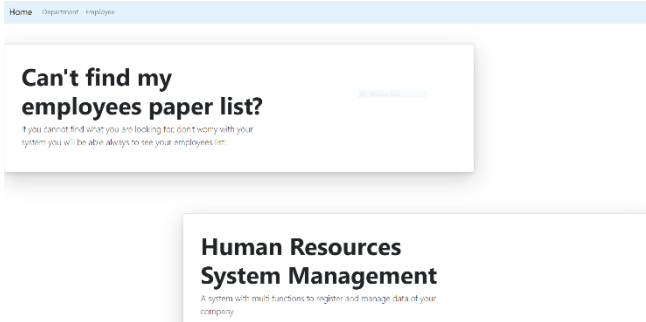 Home Department Employee
Can't find my
employees paper list?
If you cannot find what you are looking for, don't worry with your
system you will be able always to see your employees list!
Human Resources
System Management
A system with multi functions to register and manage data of your
company